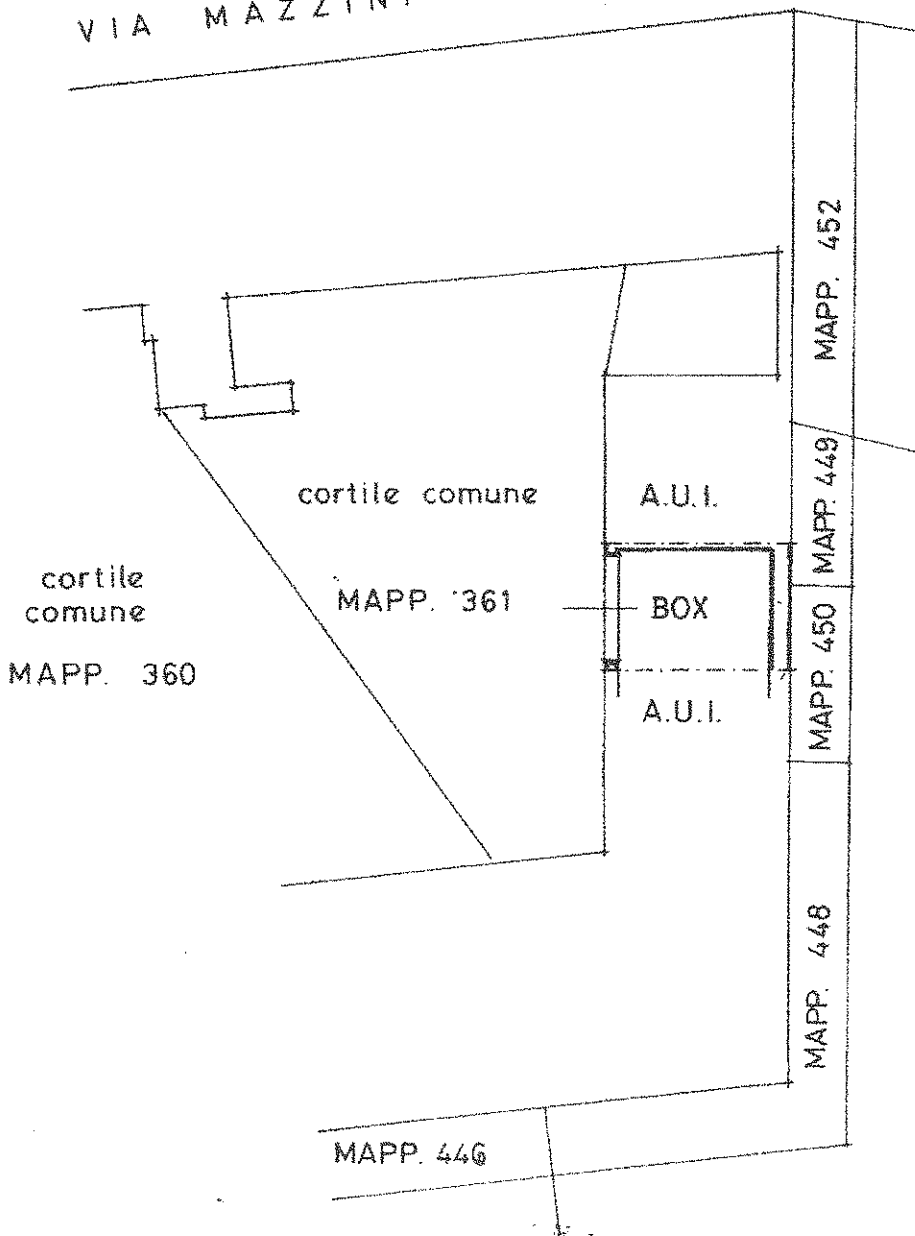 VIA MAZZINI
MAPP. 452
cortile comune
A.U.I.
MAPP. 449
cortile
comune
MAPP. 361
BOX
MAPP. 450
MAPP. 360
A.U.I.
MAPP. 448
MAPP. 446